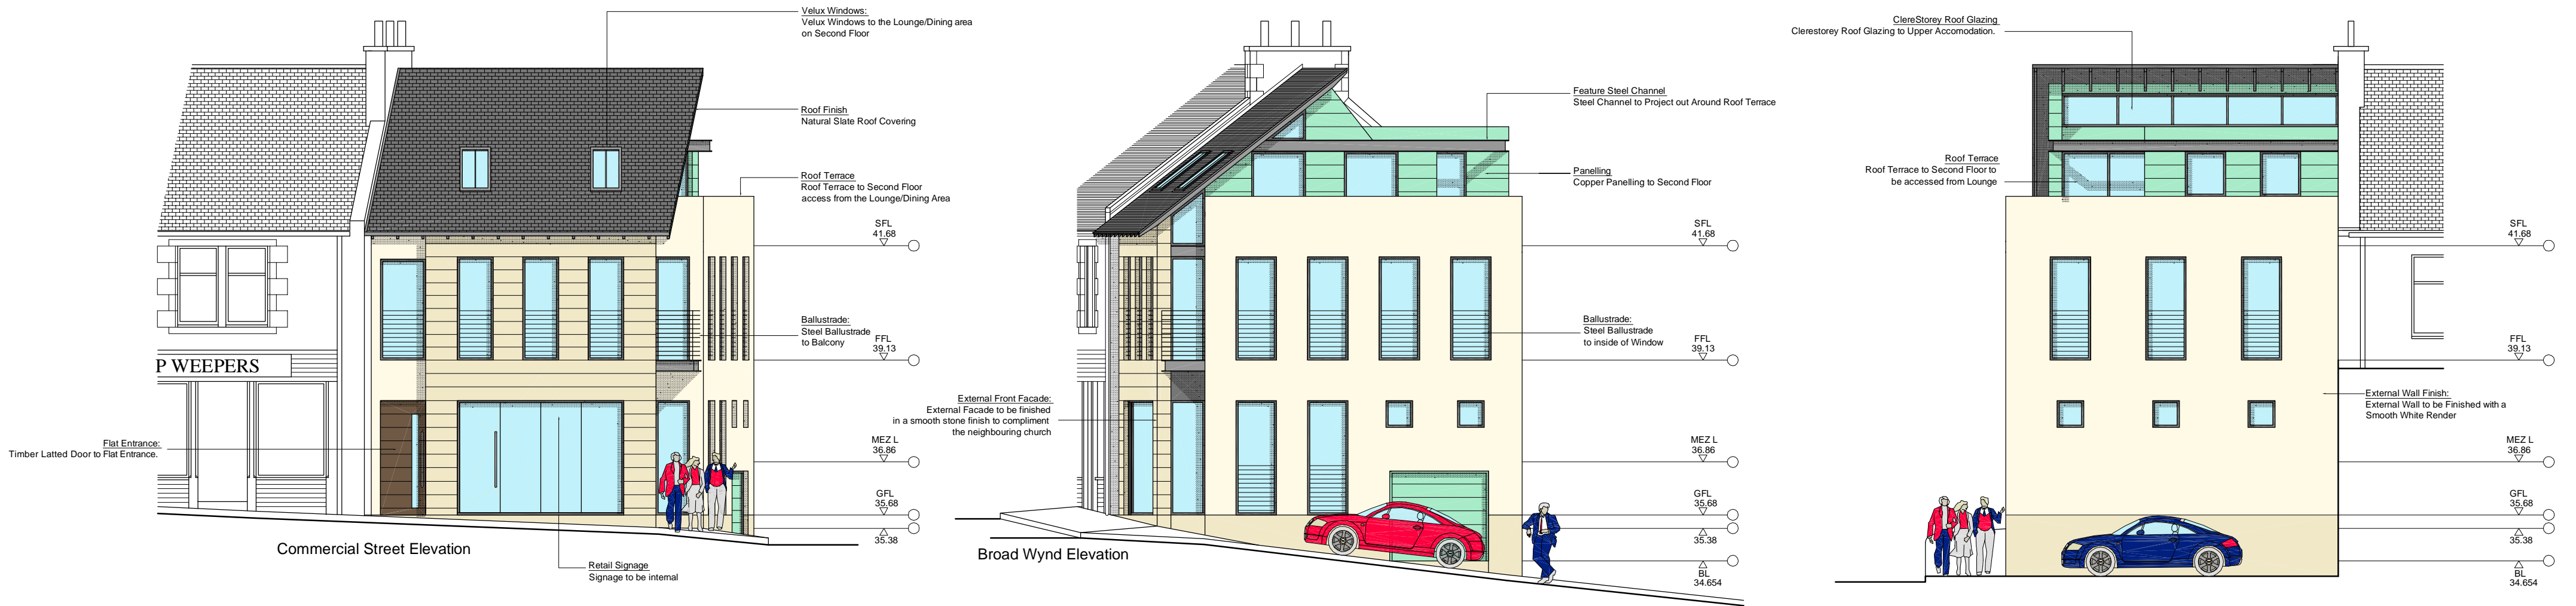 Velux Windows:
Velux Windows to the Lounge/Dining area
on Second Floor
Roof Finish
Natural Slate Roof Covering
Roof Terrace
Roof Terrace to Second Floor
access from the Lounge/Dining Area
SFL
41.68
Ballustrade:
Steel Ballustrade
to Balcony
FFL
39.13
P WEEPERS
Flat Entrance:
Timber Latted Door to Flat Entrance.
MEZ L
36.86
GFL
35.68
35.38
Commercial Street Elevation
Retail Signage
Signage to be internal
Feature Steel Channel
Steel Channel to Project out Around Roof Terrace
Panelling
Copper Panelling to Second Floor
SFL
41.68
Ballustrade:
Steel Ballustrade
to inside of Window
FFL
39.13
External Front Facade:
External Facade to be finished
in a smooth stone finish to compliment
the neighbouring church
MEZ L
36.86
GFL
35.68
35.38
BL
34.654
Broad Wynd Elevation
ClereStorey Roof Glazing
Clerestorey Roof Glazing to Upper Accomodation.
Roof Terrace
Roof Terrace to Second Floor to
be accessed from Lounge
SFL
41.68
FFL
39.13
External Wall Finish:
External Wall to be Finished with a
Smooth White Render
MEZ L
36.86
GFL
35.68
35.38
BL
34.654